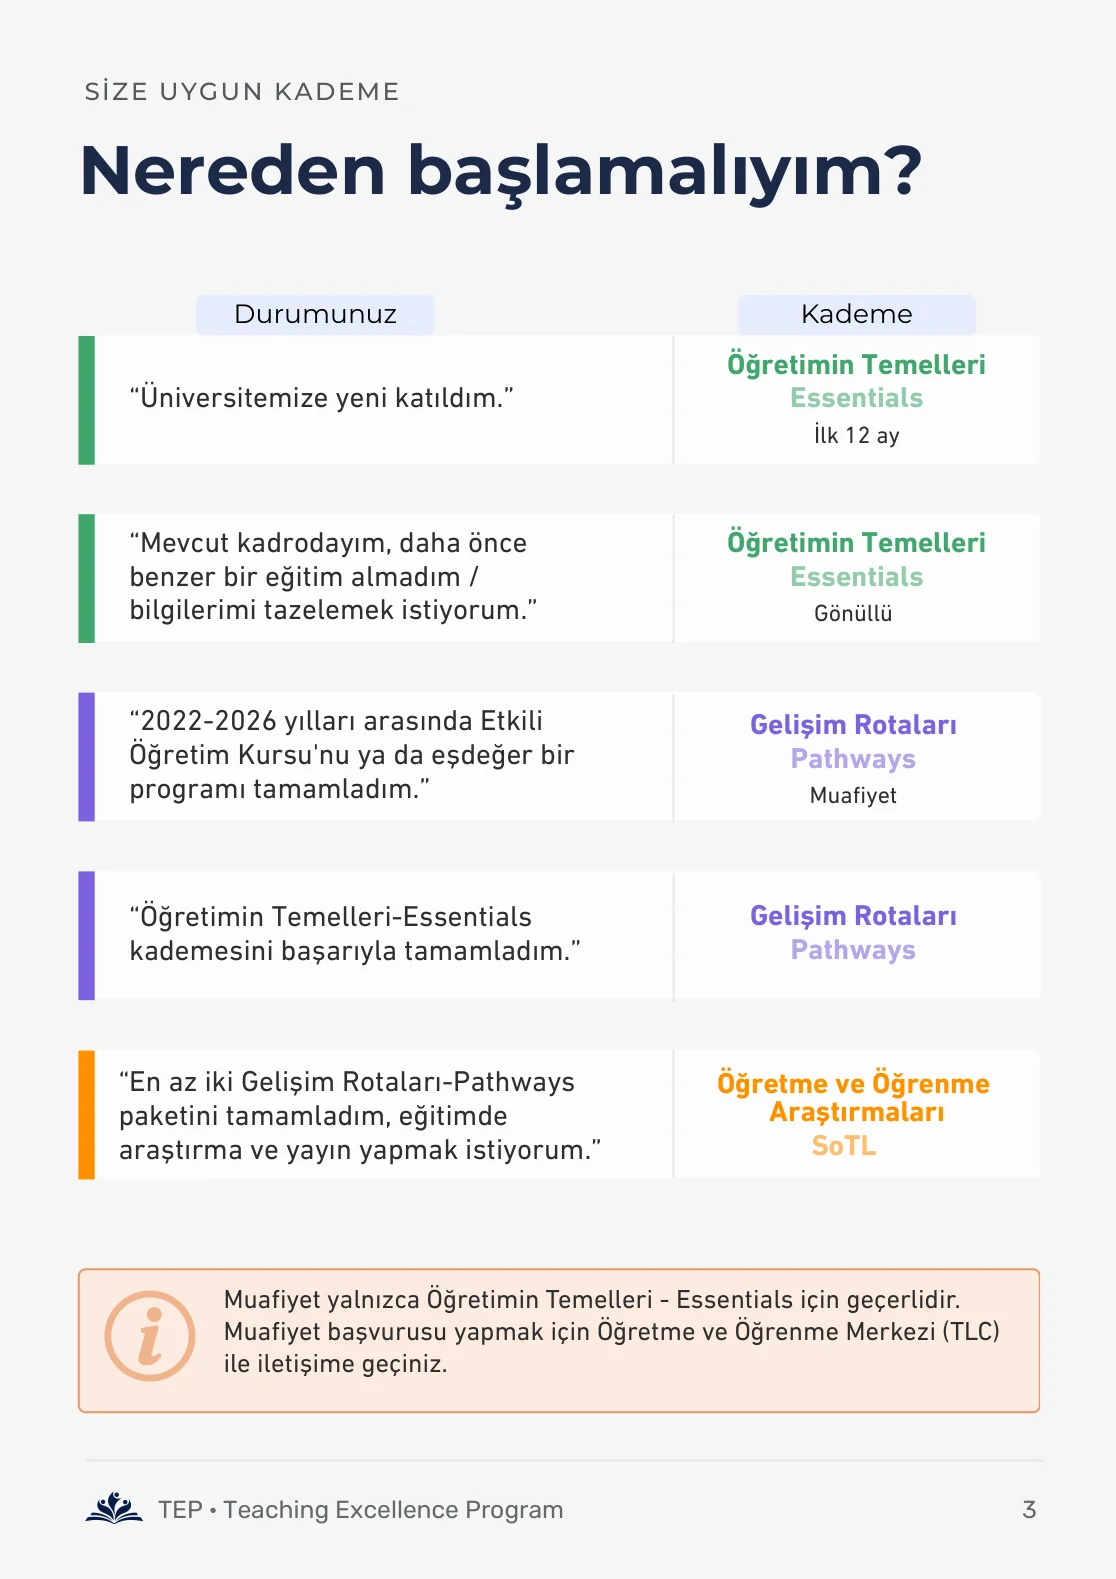 SİZE UYGUN KADEME
Nereden başlamalıyım?
Durumunuz
Kademe
“Üniversitemize yeni katıldım.”
Öğretimin Temelleri
Essentials
İlk 12 ay
“Mevcut kadrodayım, daha önce
benzer bir eğitim almadım /
bilgilerimi tazelemek istiyorum.”
Öğretimin Temelleri
Essentials
Gönüllü
“2022-2026 yılları arasında Etkili
Öğretim Kursu'nu ya da eşdeğer bir
programı tamamladım.”
Gelişim Rotaları
Pathways
Muafiyet
“Öğretimin Temelleri-Essentials
kademesini başarıyla tamamladım.”
Gelişim Rotaları
Pathways
“En az iki Gelişim Rotaları-Pathways
paketini tamamladım, eğitimde
araştırma ve yayın yapmak istiyorum.”
Öğretme ve Öğrenme
Araştırmaları
SoTL
Muafiyet yalnızca Öğretimin Temelleri - Essentials için geçerlidir.
Muafiyet başvurusu yapmak için Öğretme ve Öğrenme Merkezi (TLC)
ile iletişime geçiniz.
TEP • Teaching Excellence Program
3